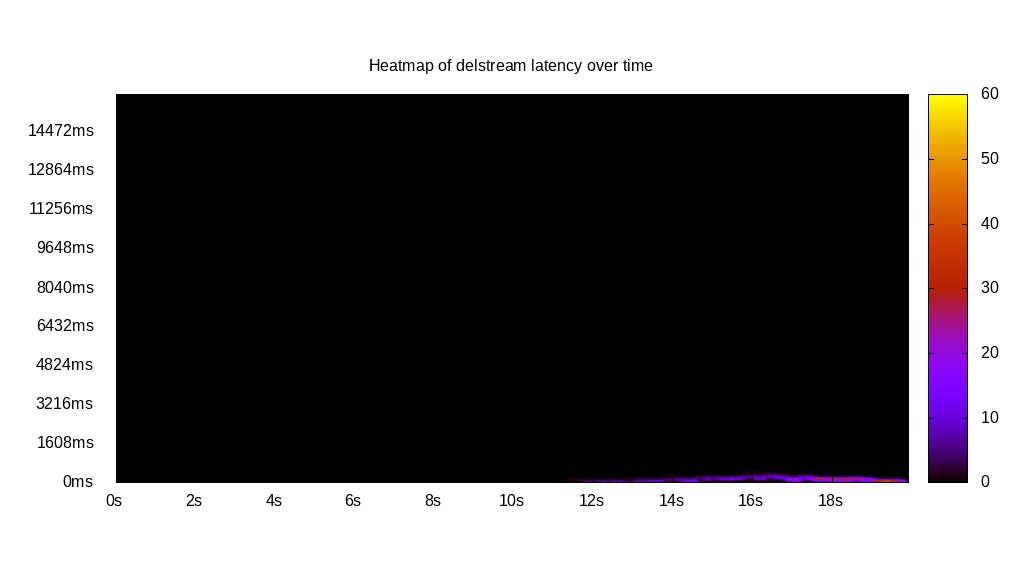 Heatmap of delstream latency over time
14472ms
12864ms
11256ms
9648ms
8040ms
6432ms
4824ms
3216ms
1608ms
0ms
0s 2s 4s 6s 8s 10s 12s 14s 16s 18s
60
50
40
30
20
10
0